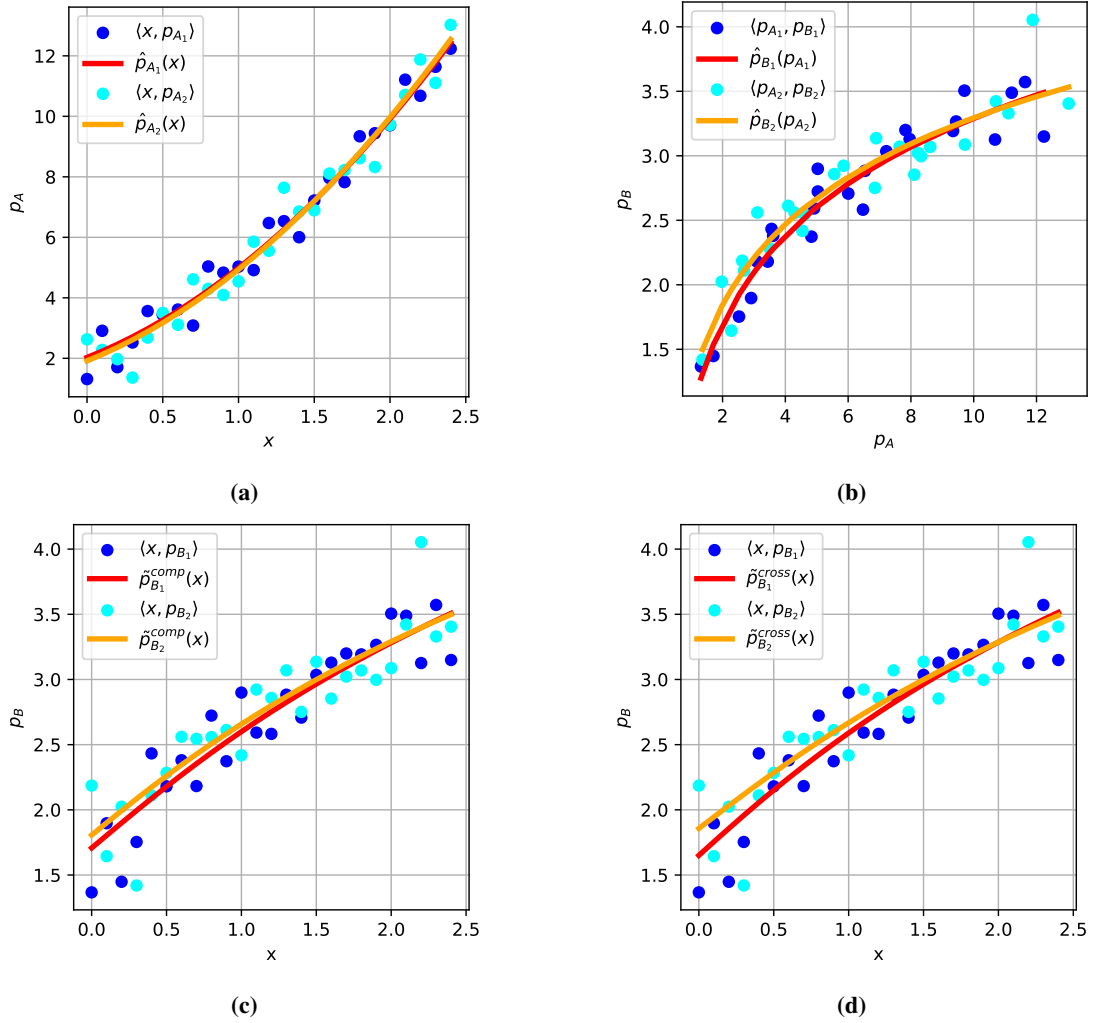 ⟨x, p_{A_1}⟩
p̂_{A_1}(x)
⟨x, p_{A_2}⟩
p̂_{A_2}(x)
12
10
8
6
4
2
p_A
0.0 0.5 1.0 1.5 2.0 2.5
x
(a)
⟨p_{A_1}, p_{B_1}⟩
p̂_{B_1}(p_{A_1})
⟨p_{A_2}, p_{B_2}⟩
p̂_{B_2}(p_{A_2})
4.0
3.5
3.0
2.5
2.0
1.5
p_B
2 4 6 8 10 12
p_A
(b)
⟨x, p_{B_1}⟩
p̃_{B_1}^{comp}(x)
⟨x, p_{B_2}⟩
p̃_{B_2}^{comp}(x)
4.0
3.5
3.0
2.5
2.0
1.5
p_B
0.0 0.5 1.0 1.5 2.0 2.5
x
(c)
⟨x, p_{B_1}⟩
p̃_{B_1}^{cross}(x)
⟨x, p_{B_2}⟩
p̃_{B_2}^{cross}(x)
4.0
3.5
3.0
2.5
2.0
1.5
p_B
0.0 0.5 1.0 1.5 2.0 2.5
x
(d)